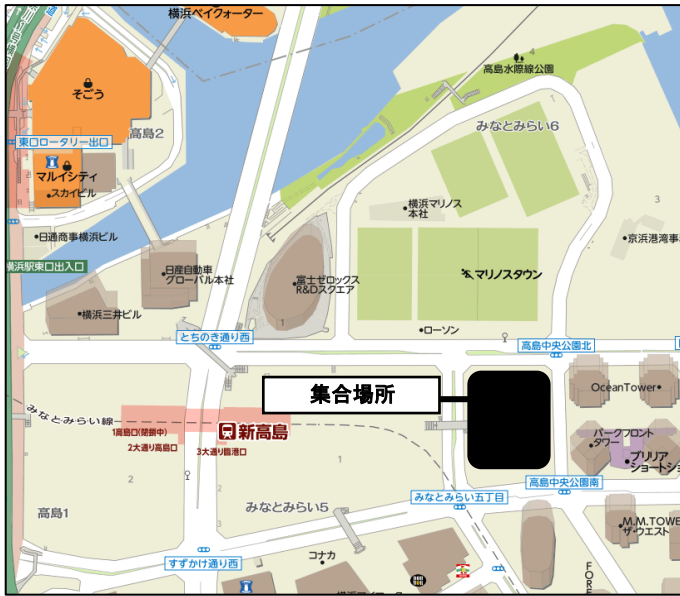 横浜ベイクォーター
そごう
高島2
東口ロータリー出口
マルイシティ
スカイビル
高島水際線公園
4
みなとみらい6
横浜マリノス
本社
3
日通商事横浜ビル
京浜港湾事
横浜駅東口出入口
日産自動車
グローバル本社
富士ゼロックス
R&Dスクエア
マリノスタウン
横浜三井ビル
1
ローソン
とちのき通り西
高島中央公園北
集合場所
OceanTower
みなとみらい線
1高島口(閉鎖中)
2大通り高島口
新高島
3大通り臨港口
パークフロント
タワー
ブリリア
ショートショ
1
2
高島中央公園南
2
みなとみらい五丁目
高島1
みなとみらい5
3
M.M.TOWE
ザ・ウエスト
すずかけ通り西
コナカ
FORE